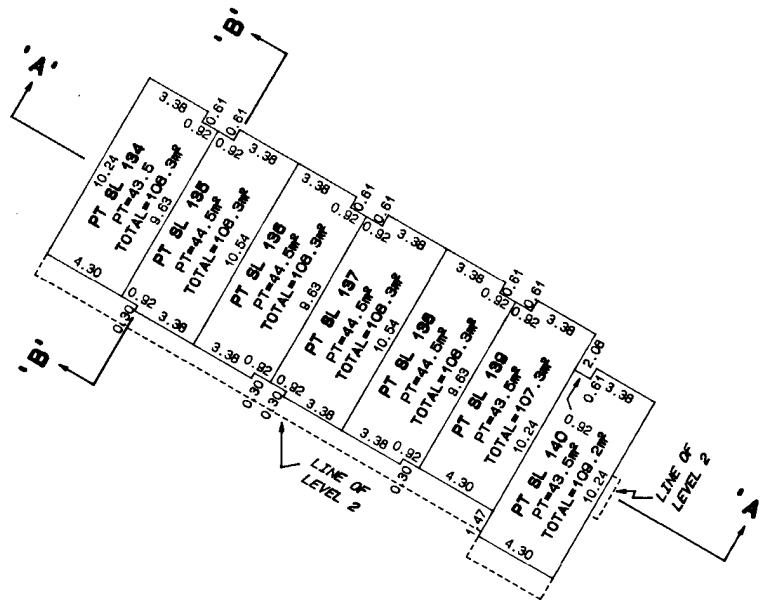 'A'
'B'
3.38
0.61
0.61
0.92
0.92
3.38
10.24
PT SL 134
PT=43.5
TOTAL=108.3m²
9.63
4.30
0.30
PT SL 135
PT=44.5m²
TOTAL=108.3m²
10.54
0.92
3.38
3.38
0.61
0.61
0.92
0.92
3.38
PT SL 136
PT=44.5m²
TOTAL=108.3m²
9.63
3.38
0.92
0.30
0.30
PT SL 137
PT=44.5m²
TOTAL=108.3m²
10.54
0.92
3.38
3.38
0.61
0.61
0.92
0.92
3.38
PT SL 138
PT=44.5m²
TOTAL=108.3m²
9.63
3.38
0.92
0.30
PT SL 139
PT=43.5m²
TOTAL=107.3m²
10.24
4.30
1.47
2.08
0.61
3.38
0.92
PT SL 140
PT=43.5m²
TOTAL=109.2m²
10.24
4.30
'B'
LINE OF
LEVEL 2
LINE OF
LEVEL 2
'A